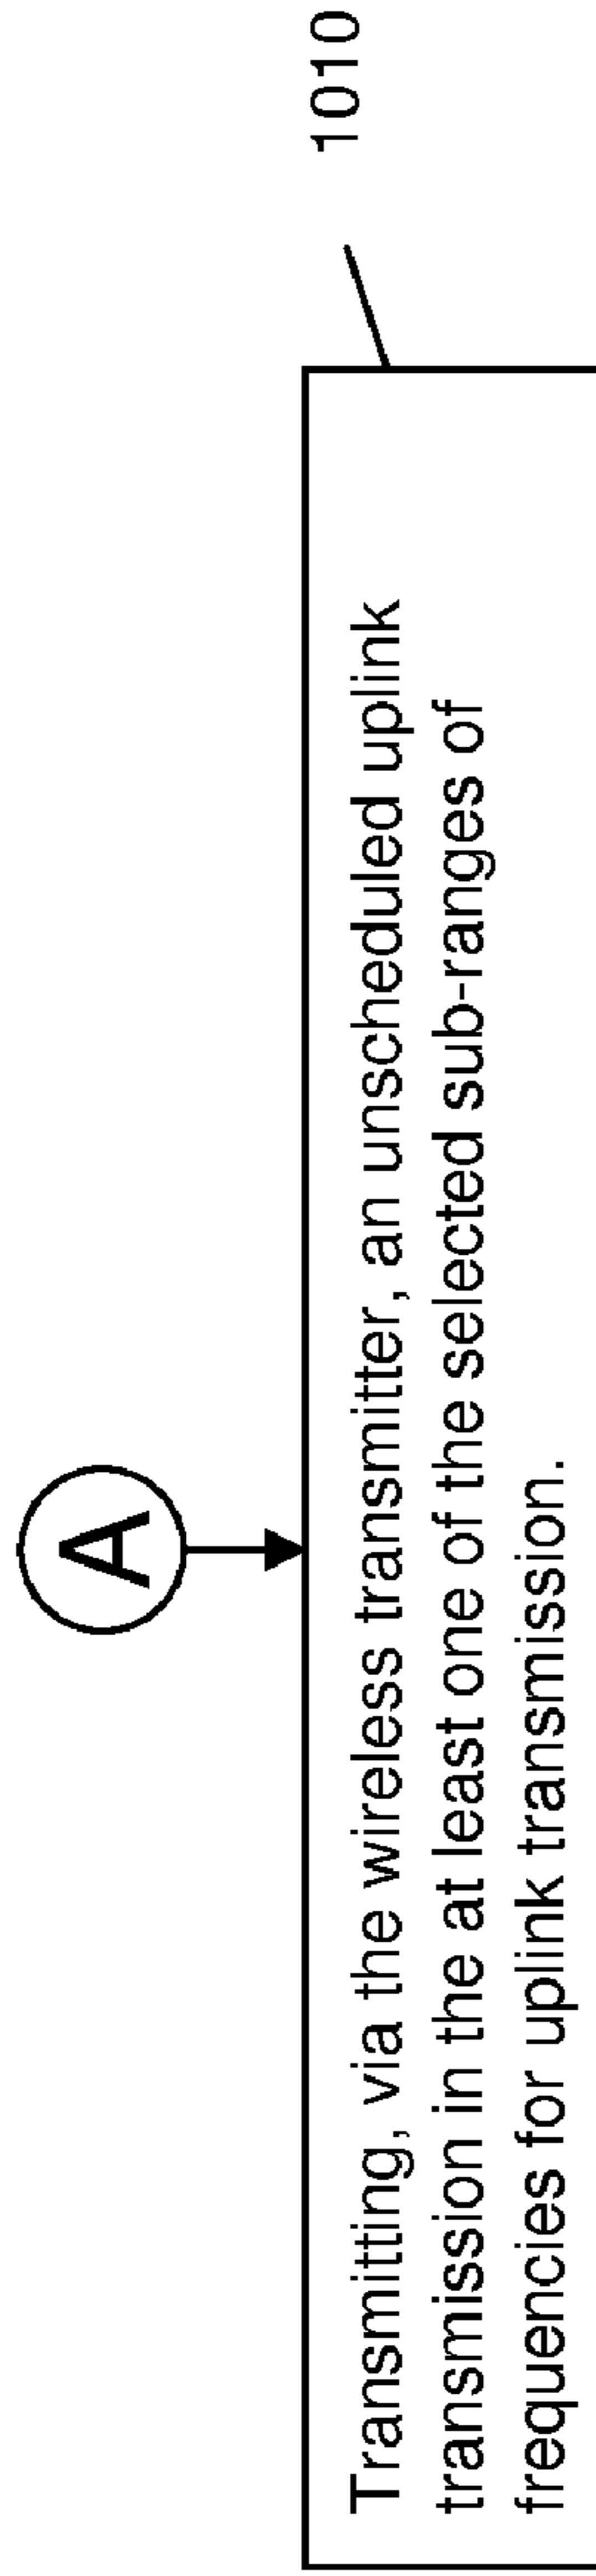 A
1010
Transmitting, via the wireless transmitter, an unscheduled uplink
transmission in the at least one of the selected sub-ranges of
frequencies for uplink transmission.